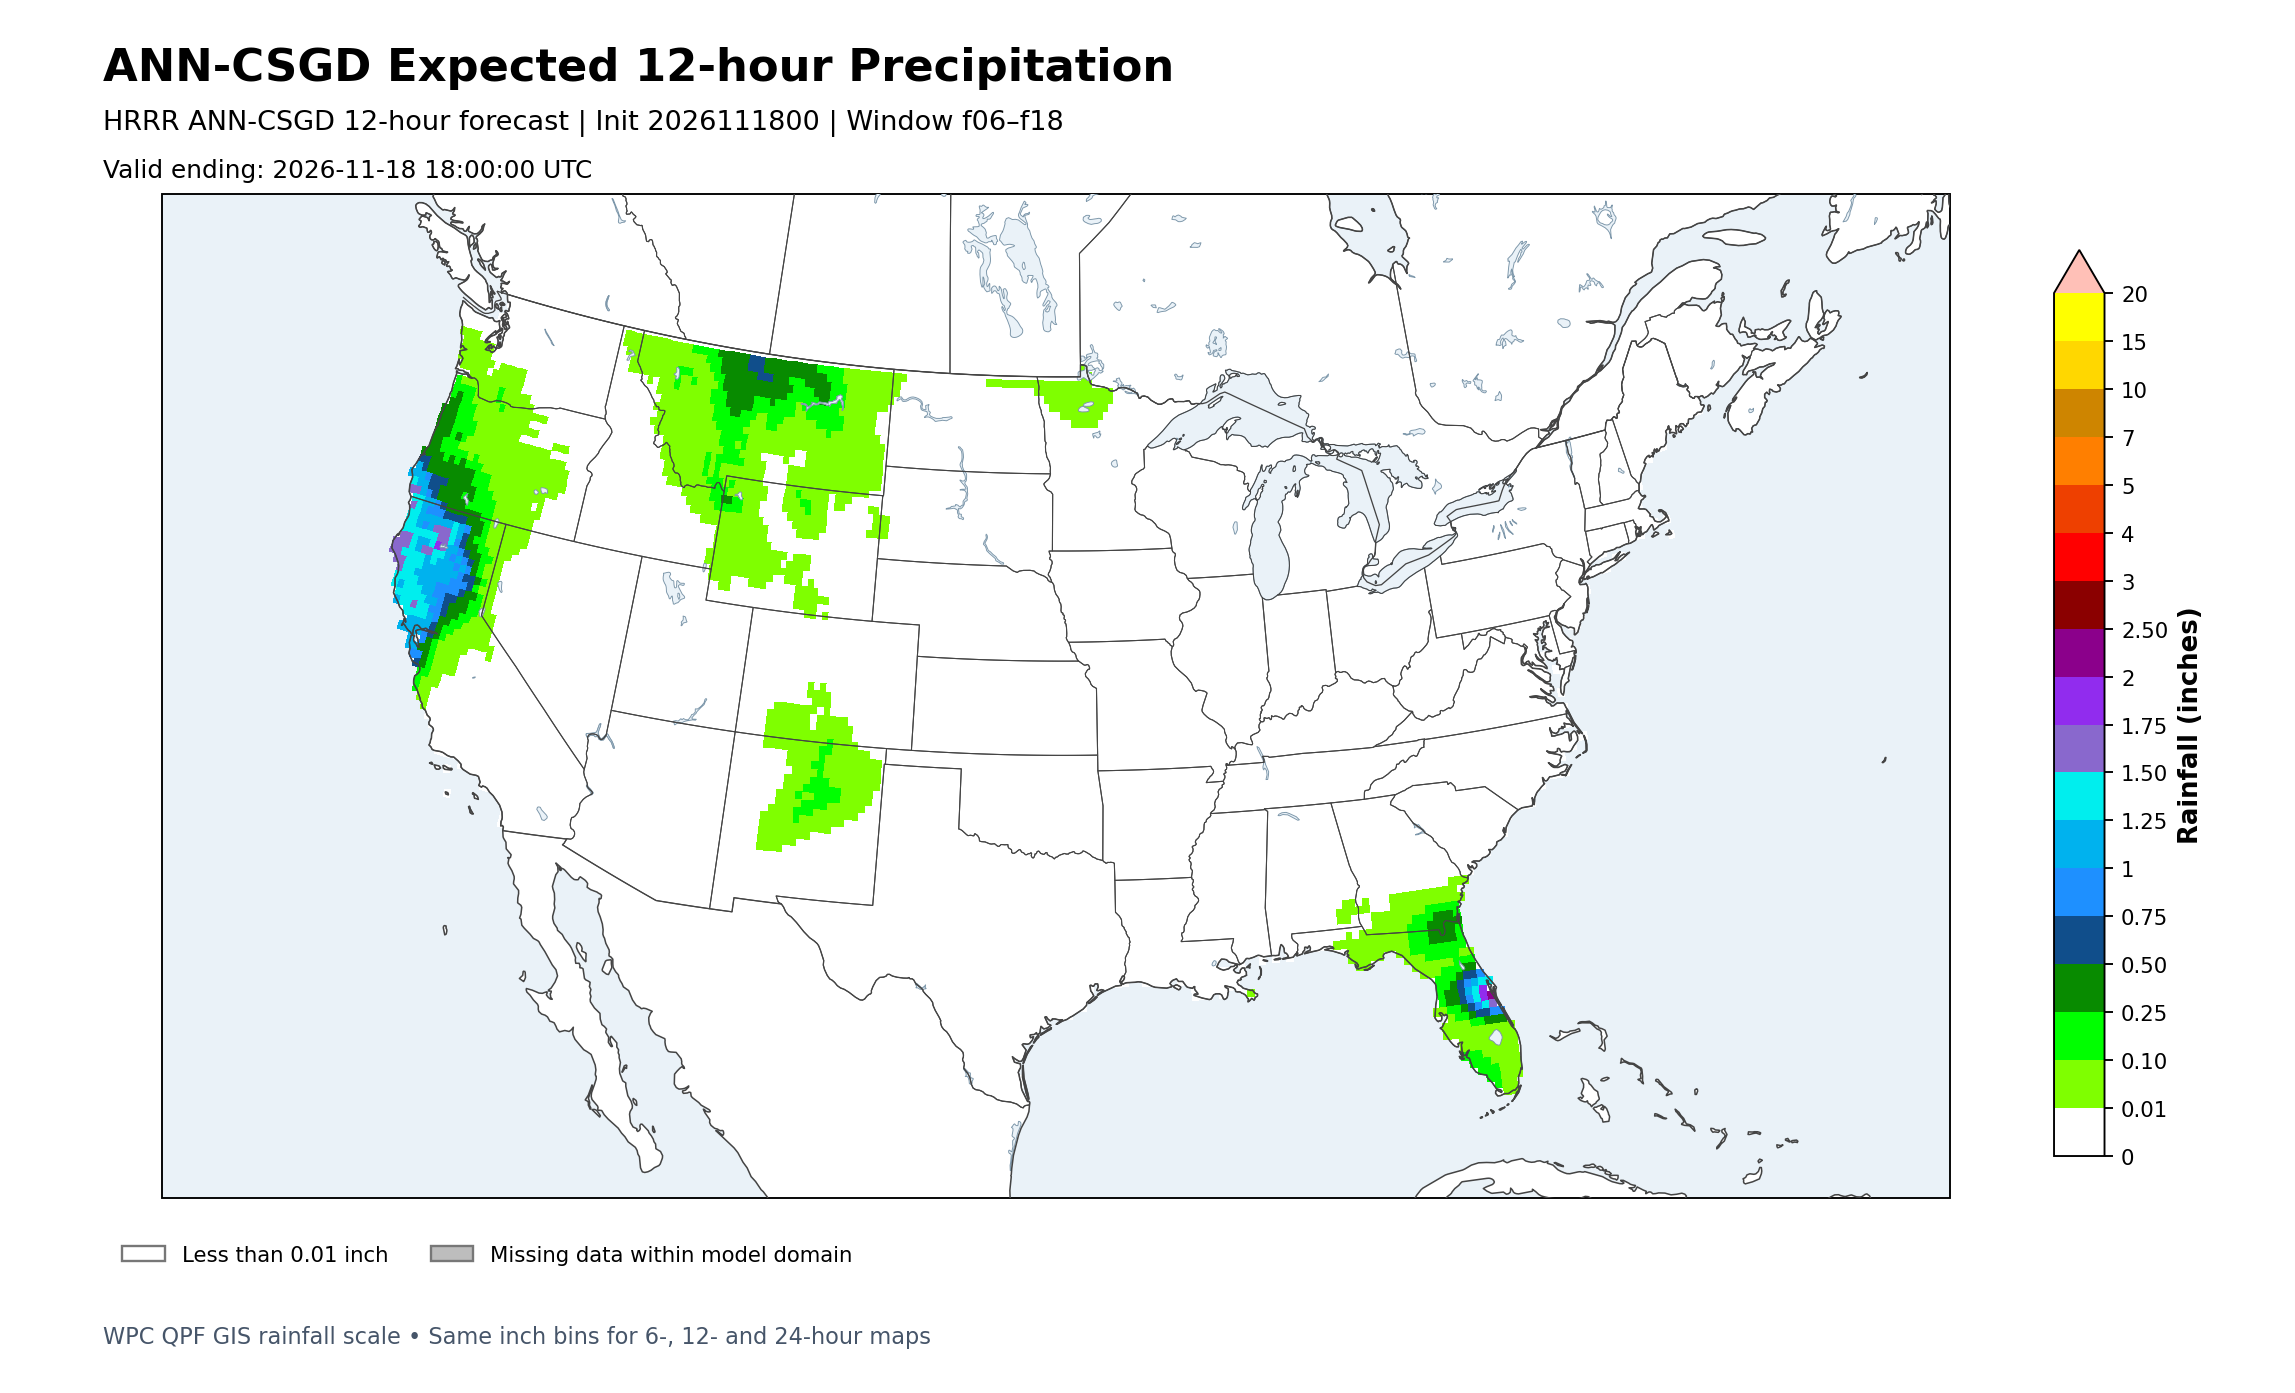 ANN-CSGD Expected 12-hour Precipitation
HRRR ANN-CSGD 12-hour forecast | Init 2026111800 | Window f06–f18
Valid ending: 2026-11-18 18:00:00 UTC
20
15
10
7
5
4
3
2.50
2
1.75
1.50
1.25
1
0.75
0.50
0.25
0.10
0.01
0
Rainfall (inches)
Less than 0.01 inch
Missing data within model domain
WPC QPF GIS rainfall scale • Same inch bins for 6-, 12- and 24-hour maps